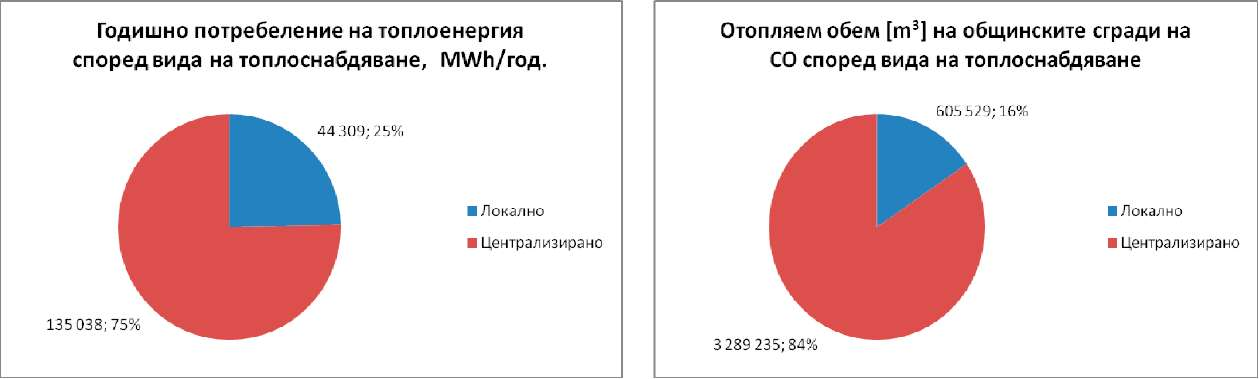 Годишно потребеление на топлоенергия
според вида на топлоснабдяване, MWh/год.
44 309; 25%
Локално
Централизирано
135 038; 75%
Отопляем обем [m³] на общинските сгради на
СО според вида на топлоснабдяване
605 529; 16%
Локално
Централизирано
3 289 235; 84%